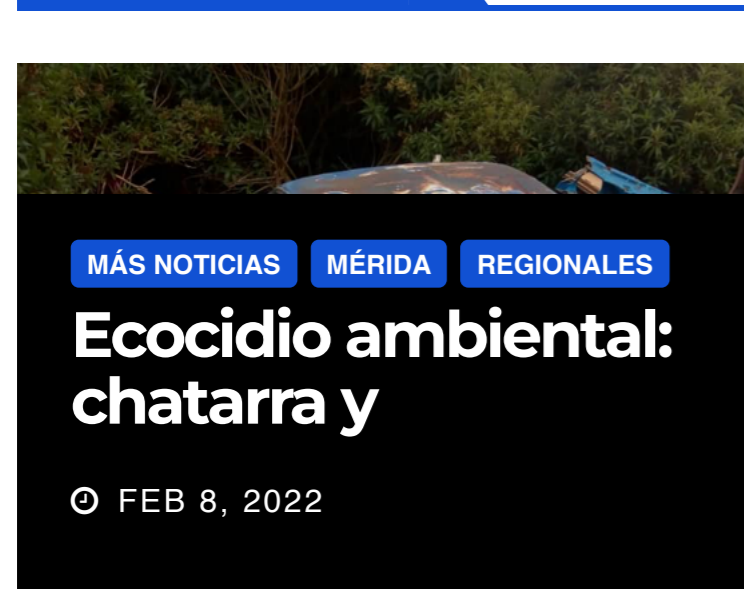 MÁS NOTICIAS MÉRIDA REGIONALES
Ecocidio ambiental:
chatarra y
FEB 8, 2022